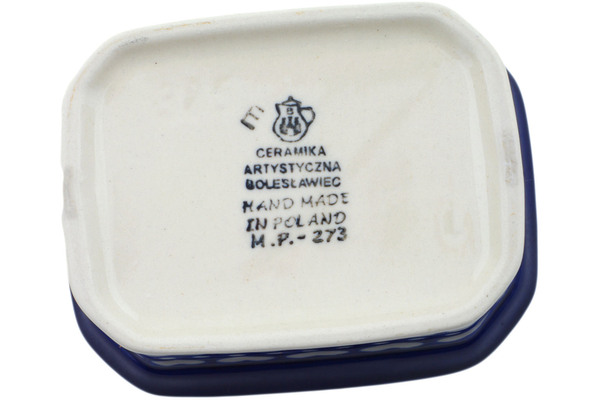 m
B
CERAMIKA
ARTYSTYCZNA
BOLESŁAWIEC
HAND MADE
IN POLAND
M.P.-273